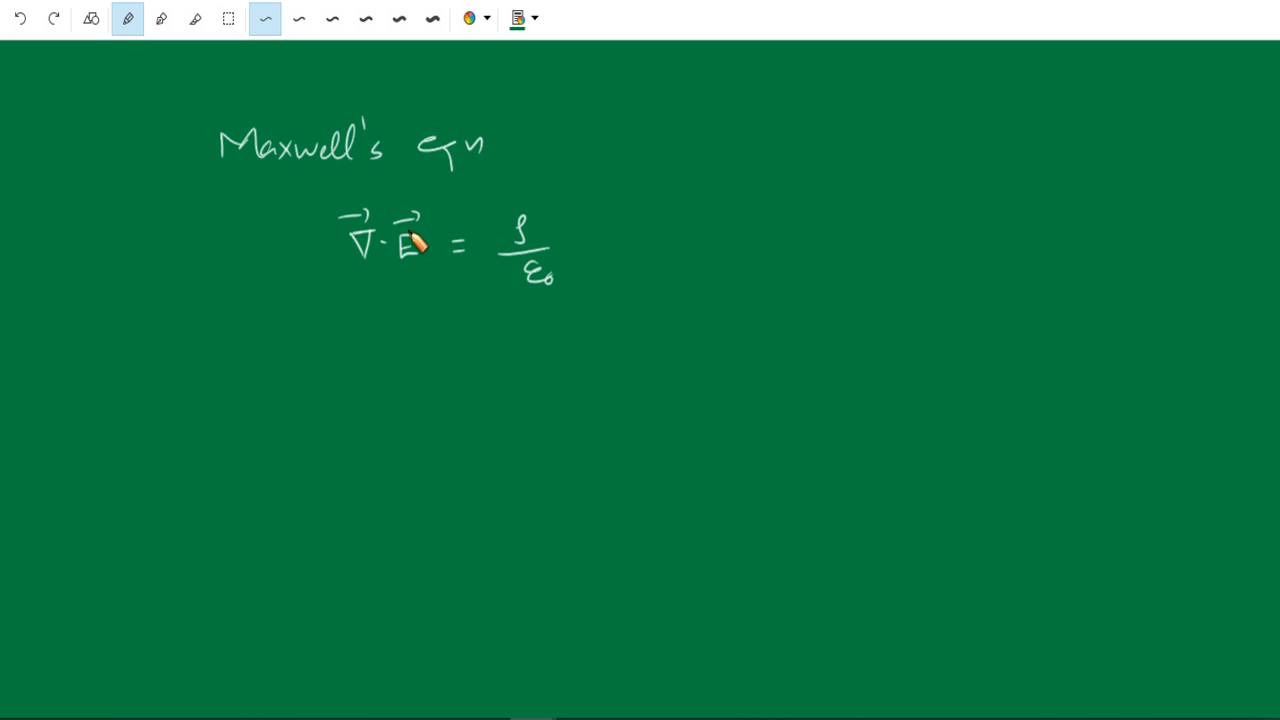 Maxwell's eqn
∇⃗ · E⃗ = ρ / ε₀